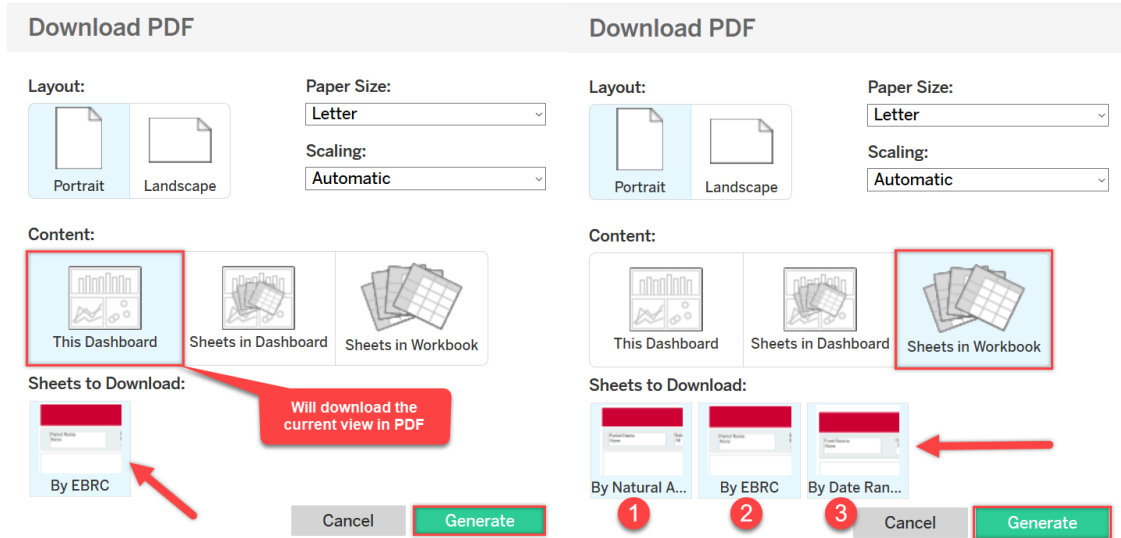 Download PDF
Layout:
Paper Size:
Letter
Scaling:
Automatic
Portrait
Landscape
Content:
This Dashboard
Sheets in Dashboard
Sheets in Workbook
Sheets to Download:
Will download the
current view in PDF
By EBRC
Cancel
Generate
Download PDF
Layout:
Paper Size:
Letter
Scaling:
Automatic
Portrait
Landscape
Content:
This Dashboard
Sheets in Dashboard
Sheets in Workbook
Sheets to Download:
By Natural A...
By EBRC
By Date Ran...
1
2
3
Cancel
Generate